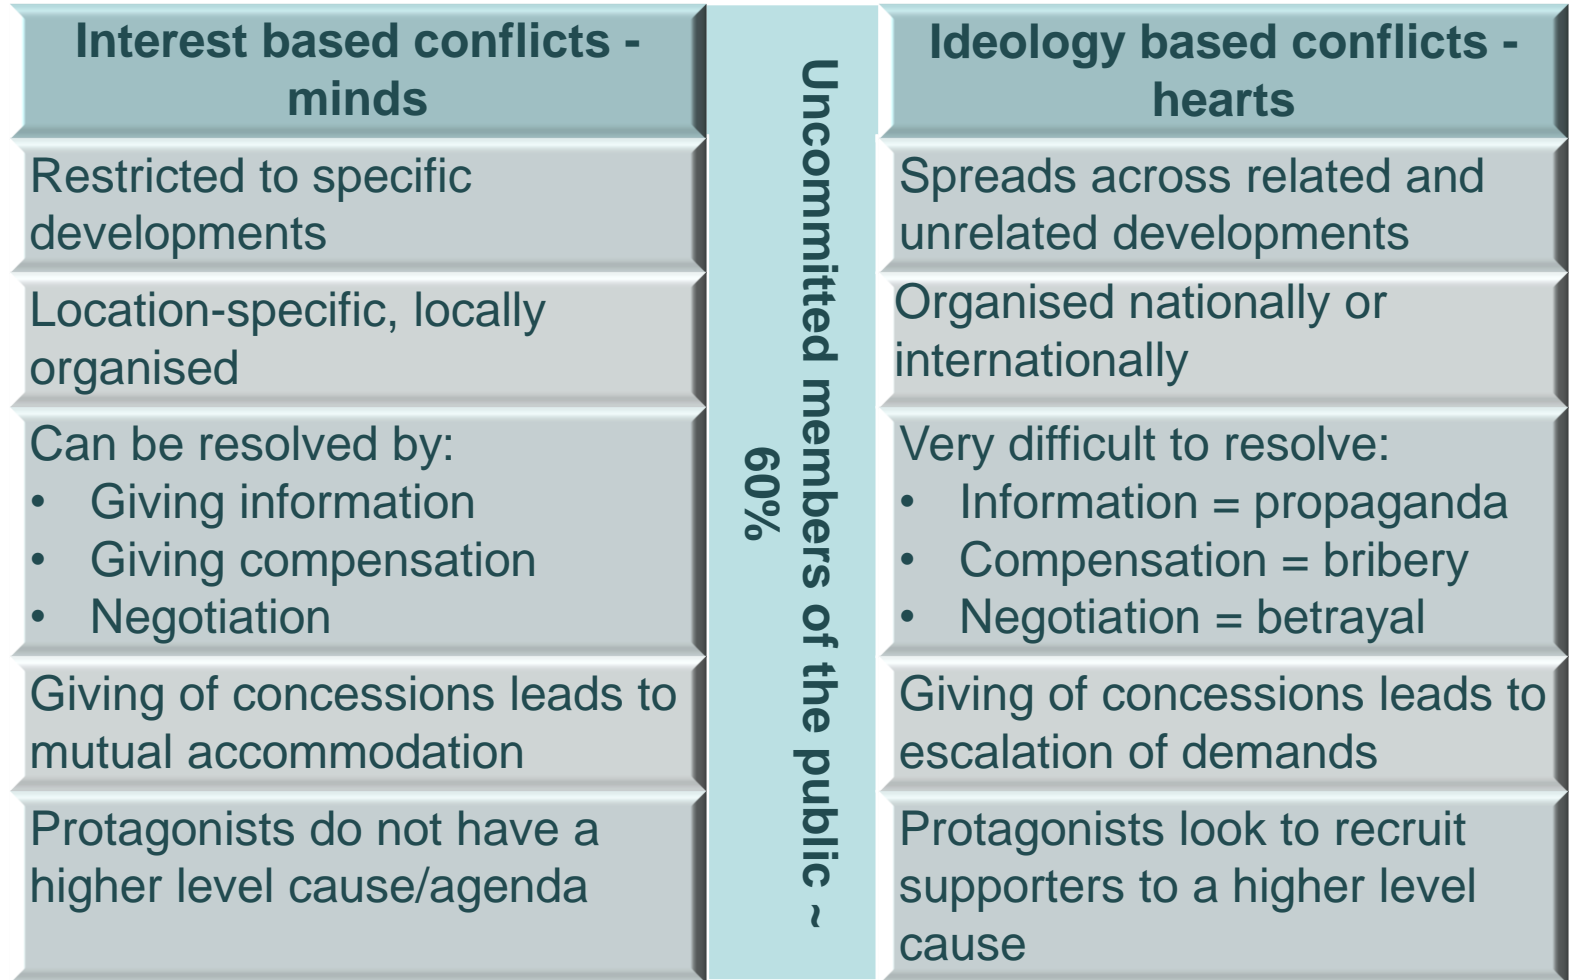 Interest based conflicts -
minds
Restricted to specific
developments
Location-specific, locally
organised
Can be resolved by:
• Giving information
• Giving compensation
• Negotiation
Giving of concessions leads to
mutual accommodation
Protagonists do not have a
higher level cause/agenda
Uncommitted members of the public ~
60%
Ideology based conflicts -
hearts
Spreads across related and
unrelated developments
Organised nationally or
internationally
Very difficult to resolve:
• Information = propaganda
• Compensation = bribery
• Negotiation = betrayal
Giving of concessions leads to
escalation of demands
Protagonists look to recruit
supporters to a higher level
cause